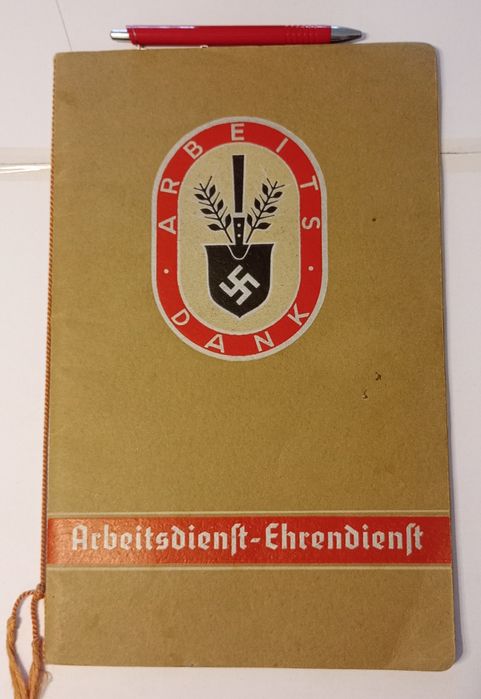 ARBEITS
· DANK ·
Arbeitsdienſt-Ehrendienſt